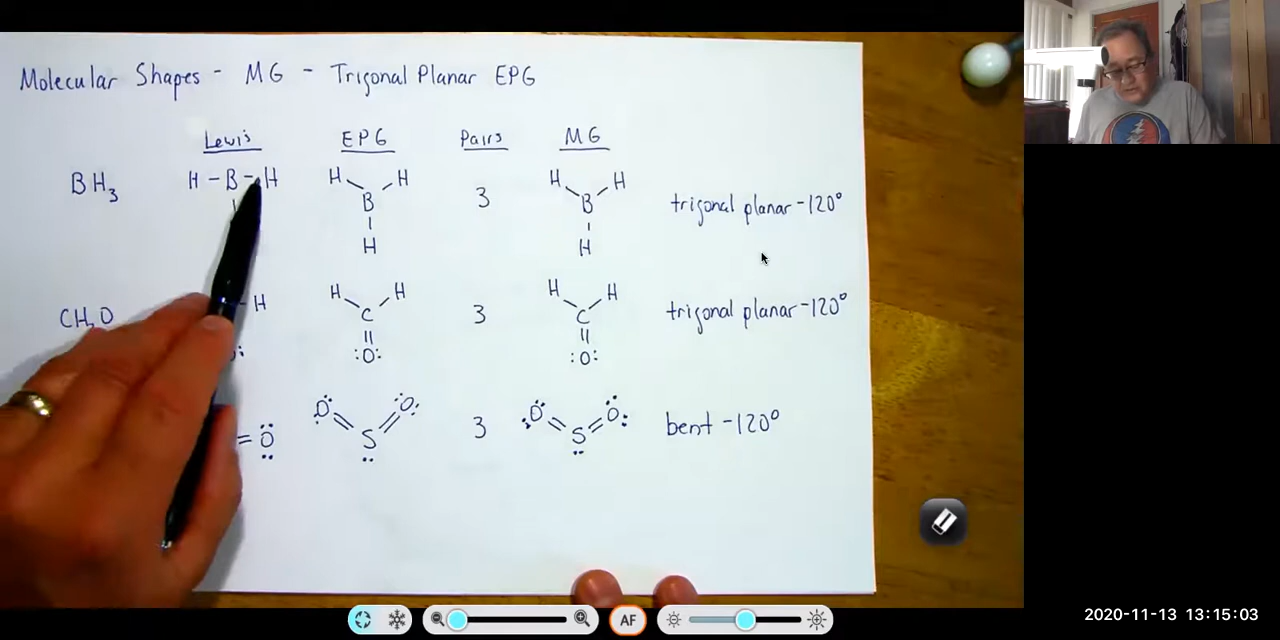 Molecular Shapes - MG - Trigonal Planar EPG
Lewis EPG Pairs MG
BH3 H - B - H H H B H 3 H H B H trigonal planar - 120°
CH2O H H H C O 3 H H C O trigonal planar - 120°
= O O S O 3 O S O bent - 120°
AF
2020-11-13 13:15:03